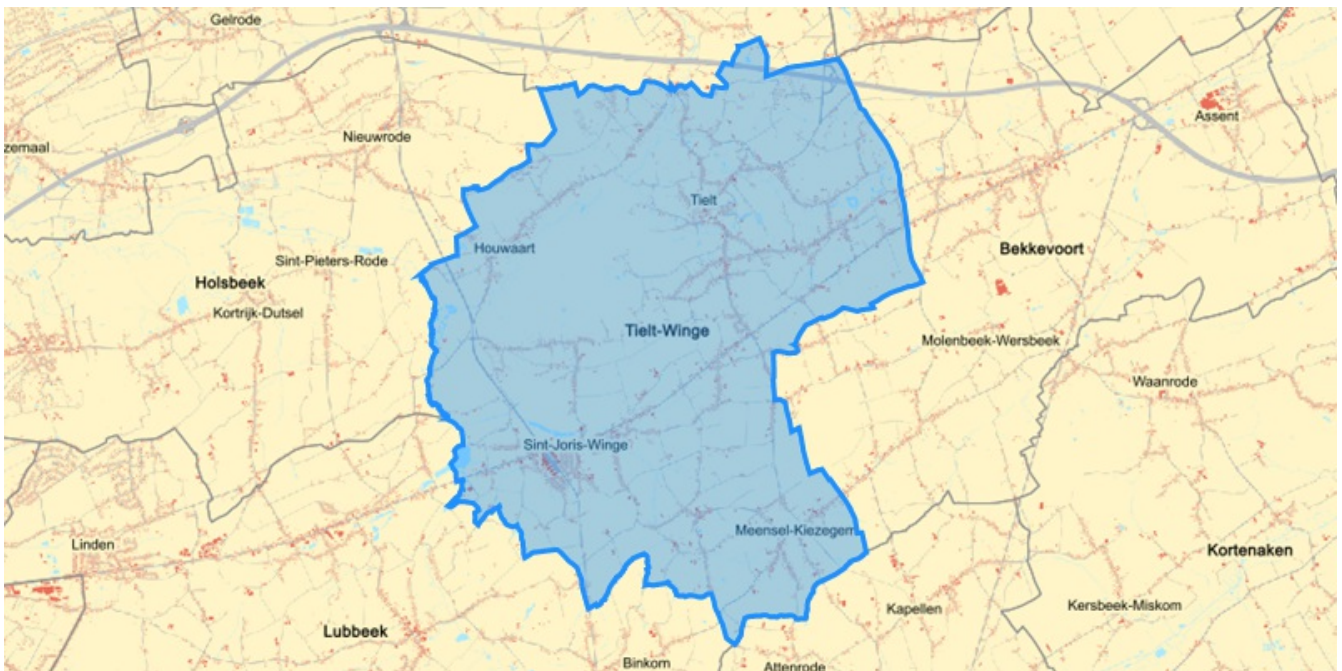 Gelrode
Assent
Nieuwrode
zemaal
Tielt
Houwaart
Bekkevoort
Sint-Pieters-Rode
Holsbeek
Kortrijk-Dutsel
Tielt-Winge
Molenbeek-Wersbeek
Waanrode
Sint-Joris-Winge
Meensel-Kiezegem
Linden
Kortenaken
Kapellen
Kersbeek-Miskom
Lubbeek
Binkom
Attenrode